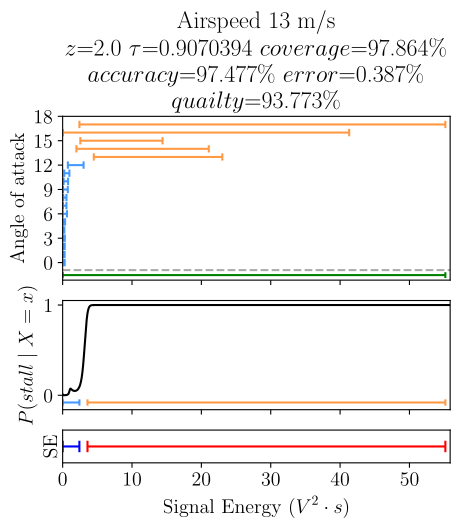 Airspeed 13 m/s
z=2.0 τ=0.9070394 coverage=97.864%
accuracy=97.477% error=0.387%
quailty=93.773%
18
15
12
9
6
3
0
Angle of attack
1
0
P(stall | X = x)
SE
0 10 20 30 40 50
Signal Energy (V² · s)